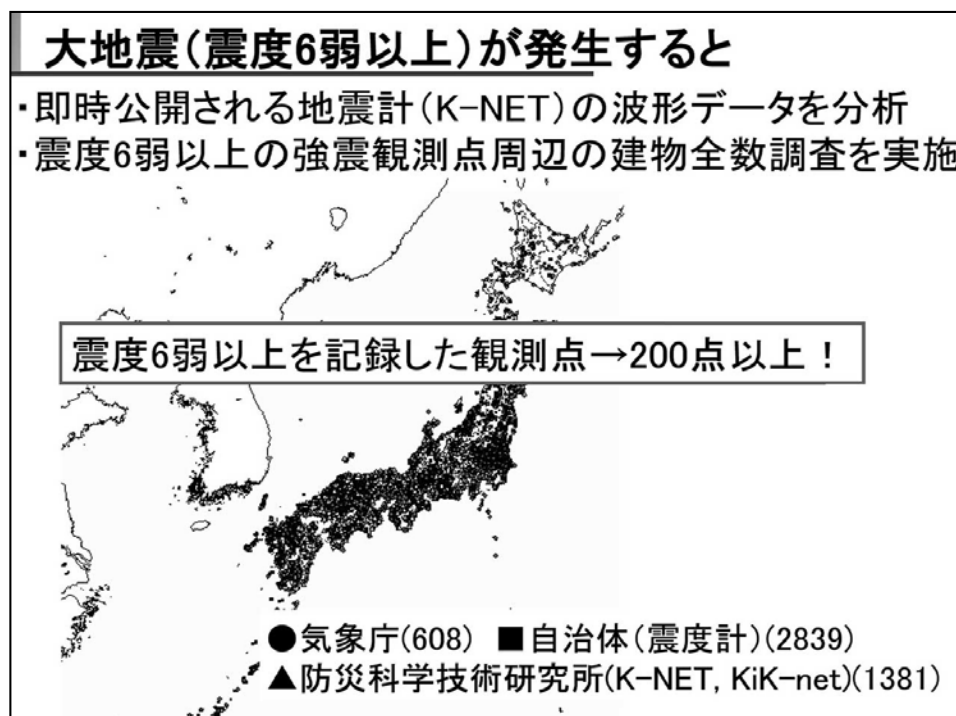 大地震(震度6弱以上)が発生すると
・即時公開される地震計(K-NET)の波形データを分析
・震度6弱以上の強震観測点周辺の建物全数調査を実施
震度6弱以上を記録した観測点→200点以上！
●気象庁(608) ■自治体(震度計)(2839)
▲防災科学技術研究所(K-NET, KiK-net)(1381)